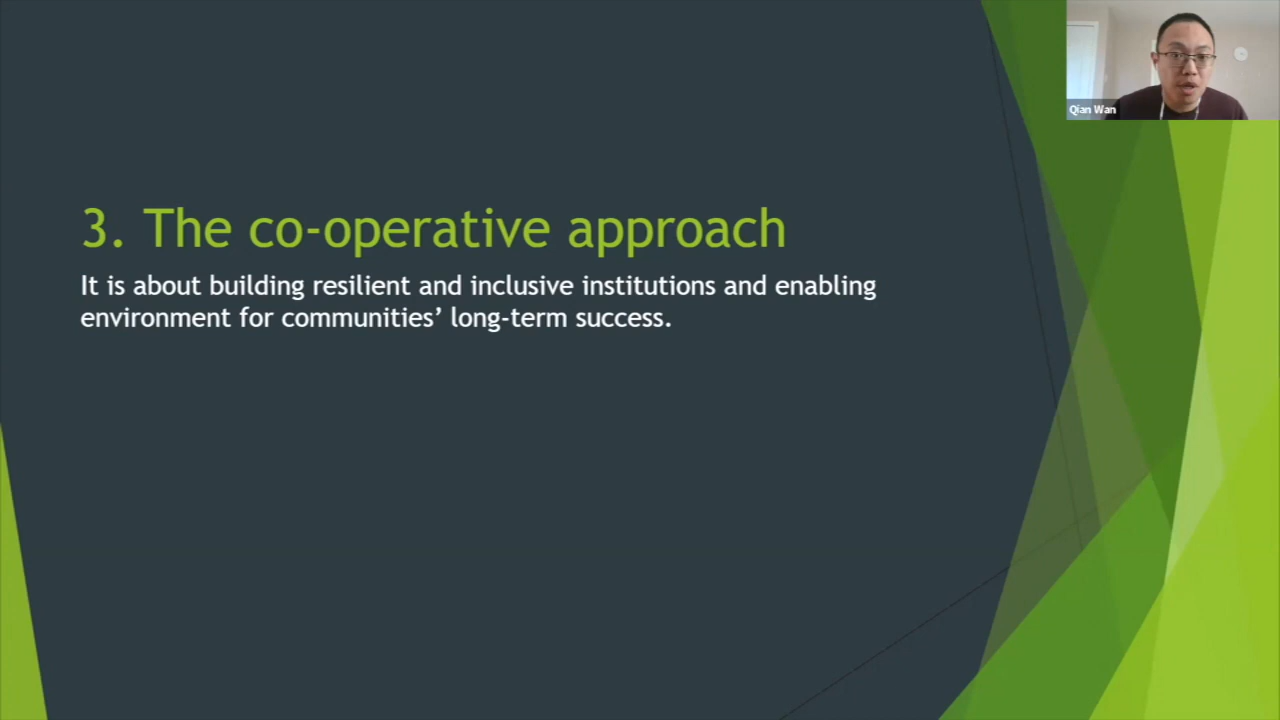 Qian Wan
3. The co-operative approach
It is about building resilient and inclusive institutions and enabling
environment for communities’ long-term success.